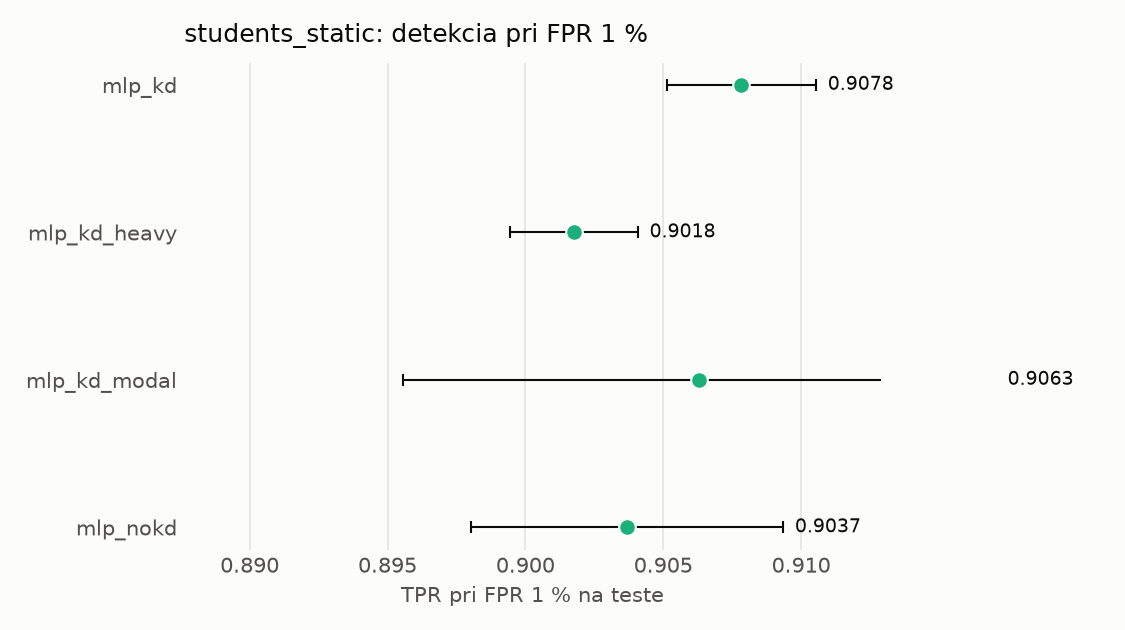 students_static: detekcia pri FPR 1 %
mlp_kd
0.9078
mlp_kd_heavy
0.9018
mlp_kd_modal
0.9063
mlp_nokd
0.9037
0.890 0.895 0.900 0.905 0.910
TPR pri FPR 1 % na teste